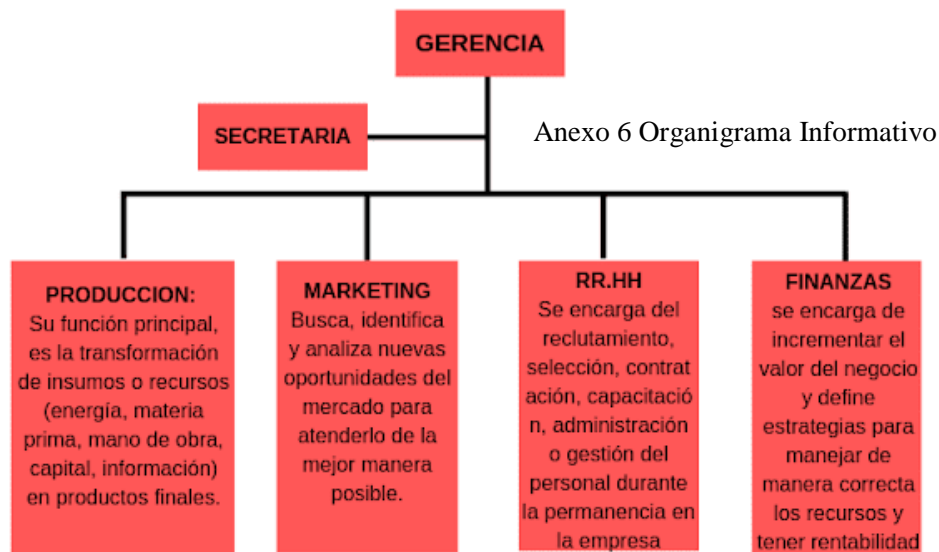 GERENCIA
SECRETARIA
Anexo 6 Organigrama Informativo
PRODUCCION:
Su función principal,
es la transformación
de insumos o recursos
(energía, materia
prima, mano de obra,
capital, información)
en productos finales.
MARKETING
Busca, identifica
y analiza nuevas
oportunidades del
mercado para
atenderlo de la
mejor manera
posible.
RR.HH
Se encarga del
reclutamiento,
selección, contrat
ación, capacitació
n, administración
o gestión del
personal durante
la permanencia en
la empresa
FINANZAS
se encarga de
incrementar el
valor del negocio
y define
estrategias para
manejar de
manera correcta
los recursos y
tener rentabilidad